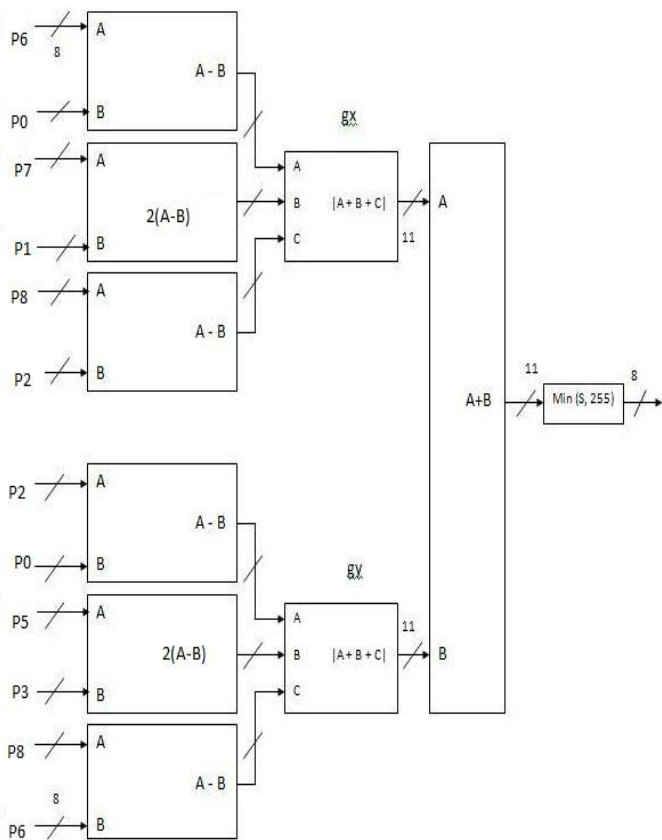 P6
8
A
A - B
P0
B
gx
P7
A
2(A-B)
P1
B
A
B
|A + B + C|
C
11
A
P8
A
A - B
P2
B
11
8
A+B
Min (S, 255)
P2
A
A - B
P0
B
gy
P5
A
2(A-B)
P3
B
A
B
|A + B + C|
C
11
B
P8
A
A - B
8
P6
B